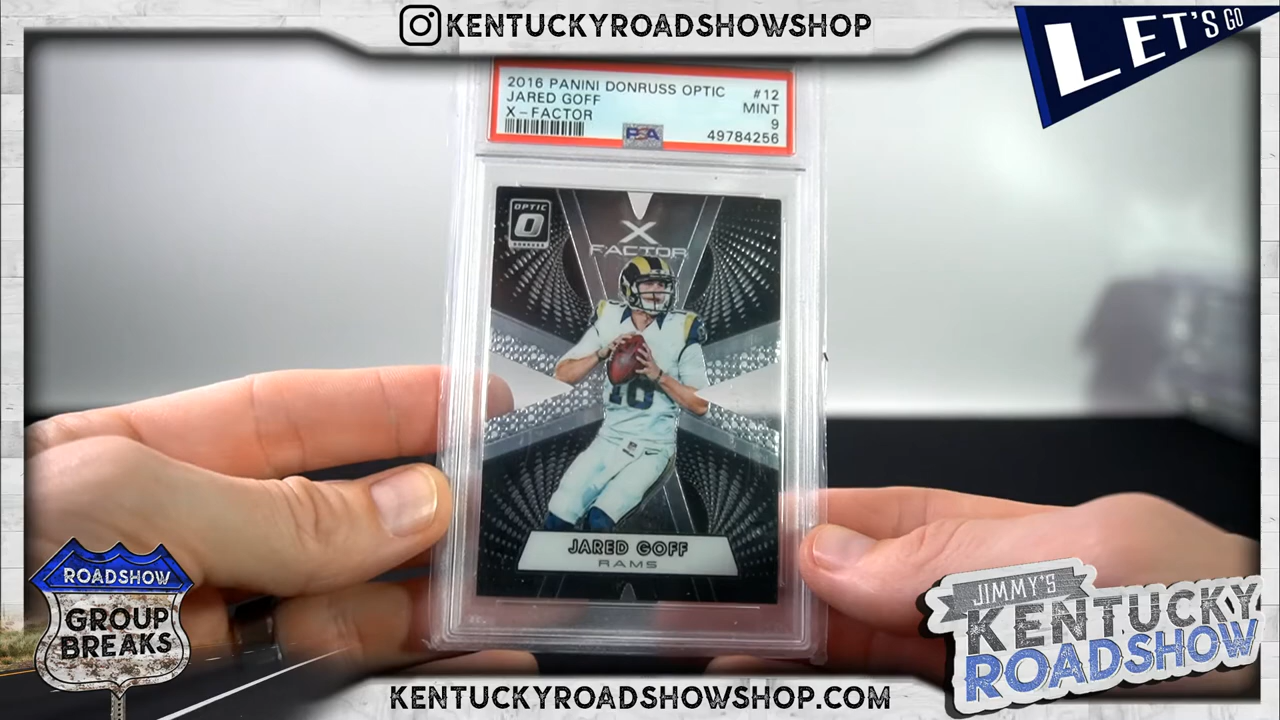 KENTUCKYROADSHOWSHOP
LET'S GO
2016 PANINI DONRUSS OPTIC #12
JARED GOFF MINT
X-FACTOR 9
PSA 49784256
OPTIC
O
DONRUSS
X
FACTOR
16
JARED GOFF
RAMS
ROADSHOW
GROUP
BREAKS
JIMMY'S
KENTUCKY
ROADSHOW
KENTUCKYROADSHOWSHOP.COM